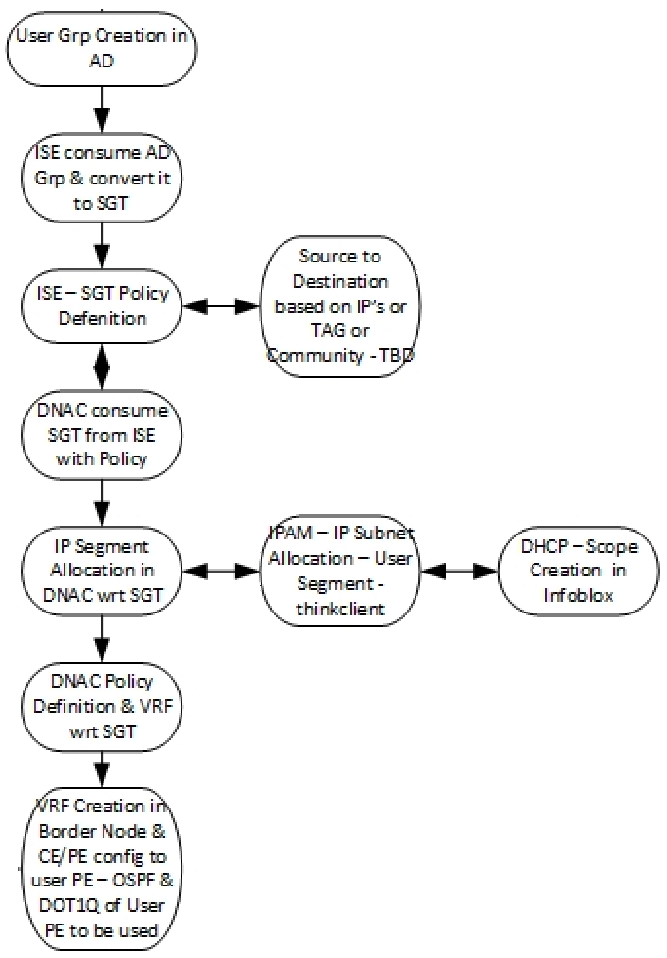 User Grp Creation in
AD
ISE consume AD
Grp & convert it
to SGT
ISE – SGT Policy
Defenition
Source to
Destination
based on IP's or
TAG or
Community - TBD
DNAC consume
SGT from ISE
with Policy
IP Segment
Allocation in
DNAC wrt SGT
IPAM – IP Subnet
Allocation – User
Segment -
thinkclient
DHCP – Scope
Creation in
Infoblox
DNAC Policy
Definition & VRF
wrt SGT
VRF Creation in
Border Node &
CE/PE config to
user PE – OSPF &
DOT1Q of User
PE to be used